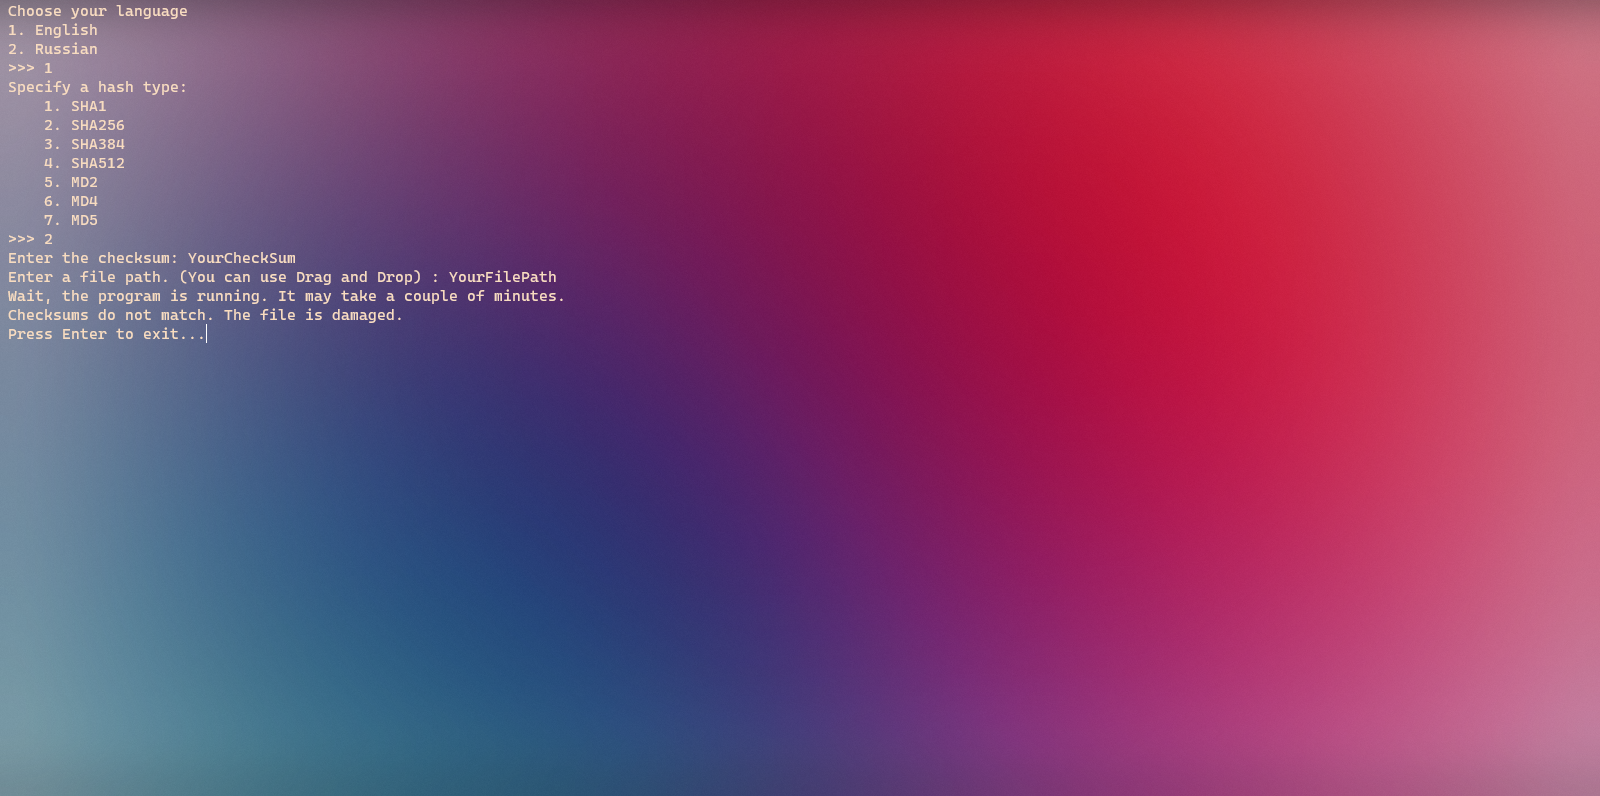 Choose your language
1. English
2. Russian
>>> 1
Specify a hash type:
    1. SHA1
    2. SHA256
    3. SHA384
    4. SHA512
    5. MD2
    6. MD4
    7. MD5
>>> 2
Enter the checksum: YourCheckSum
Enter a file path. (You can use Drag and Drop) : YourFilePath
Wait, the program is running. It may take a couple of minutes.
Checksums do not match. The file is damaged.
Press Enter to exit...